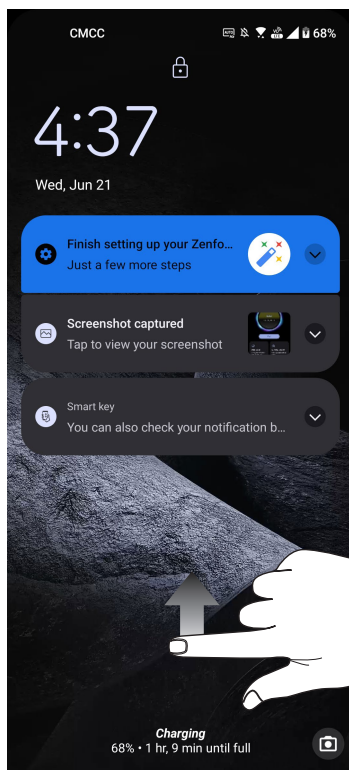 CMCC
68%
4:37
Wed, Jun 21
Finish setting up your Zenfo...
Just a few more steps
Screenshot captured
Tap to view your screenshot
Smart key
You can also check your notification b...
Charging
68% • 1 hr, 9 min until full